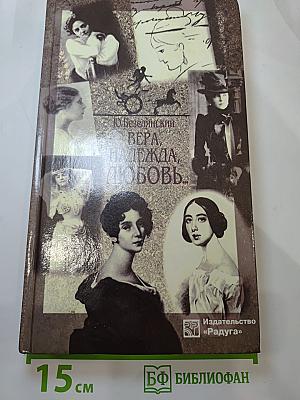 Ю. Безелянский
ВЕРА,
НАДЕЖДА,
ЛЮБОВЬ...
Издательство
«Радуга»
15 см
БФ БИБЛИОФАН